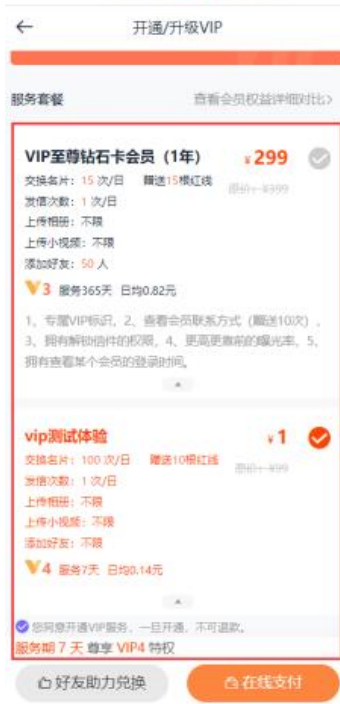 开通/升级VIP
服务套餐 查看会员权益详细对比>
VIP至尊钻石卡会员（1年） ¥299
交换名片：15 次/日 赠送15根红线 原价：¥399
发信次数：1 次/日
上传相册：不限
上传小视频：不限
添加好友：50 人
V3 服务365天 日均0.82元
1、专属VIP标识，2、查看会员联系方式（赠送10次），
3、拥有解锁信件的权限，4、更高更靠前的曝光率，5、
拥有查看某个会员的登录时间。
vip测试体验 ¥1
交换名片：100 次/日 赠送10根红线 原价：¥99
发信次数：1 次/日
上传相册：不限
上传小视频：不限
添加好友：不限
V4 服务7天 日均0.14元
您同意开通VIP服务，一旦开通，不可退款。
服务期 7 天 尊享 VIP4 特权
好友助力兑换 在线支付